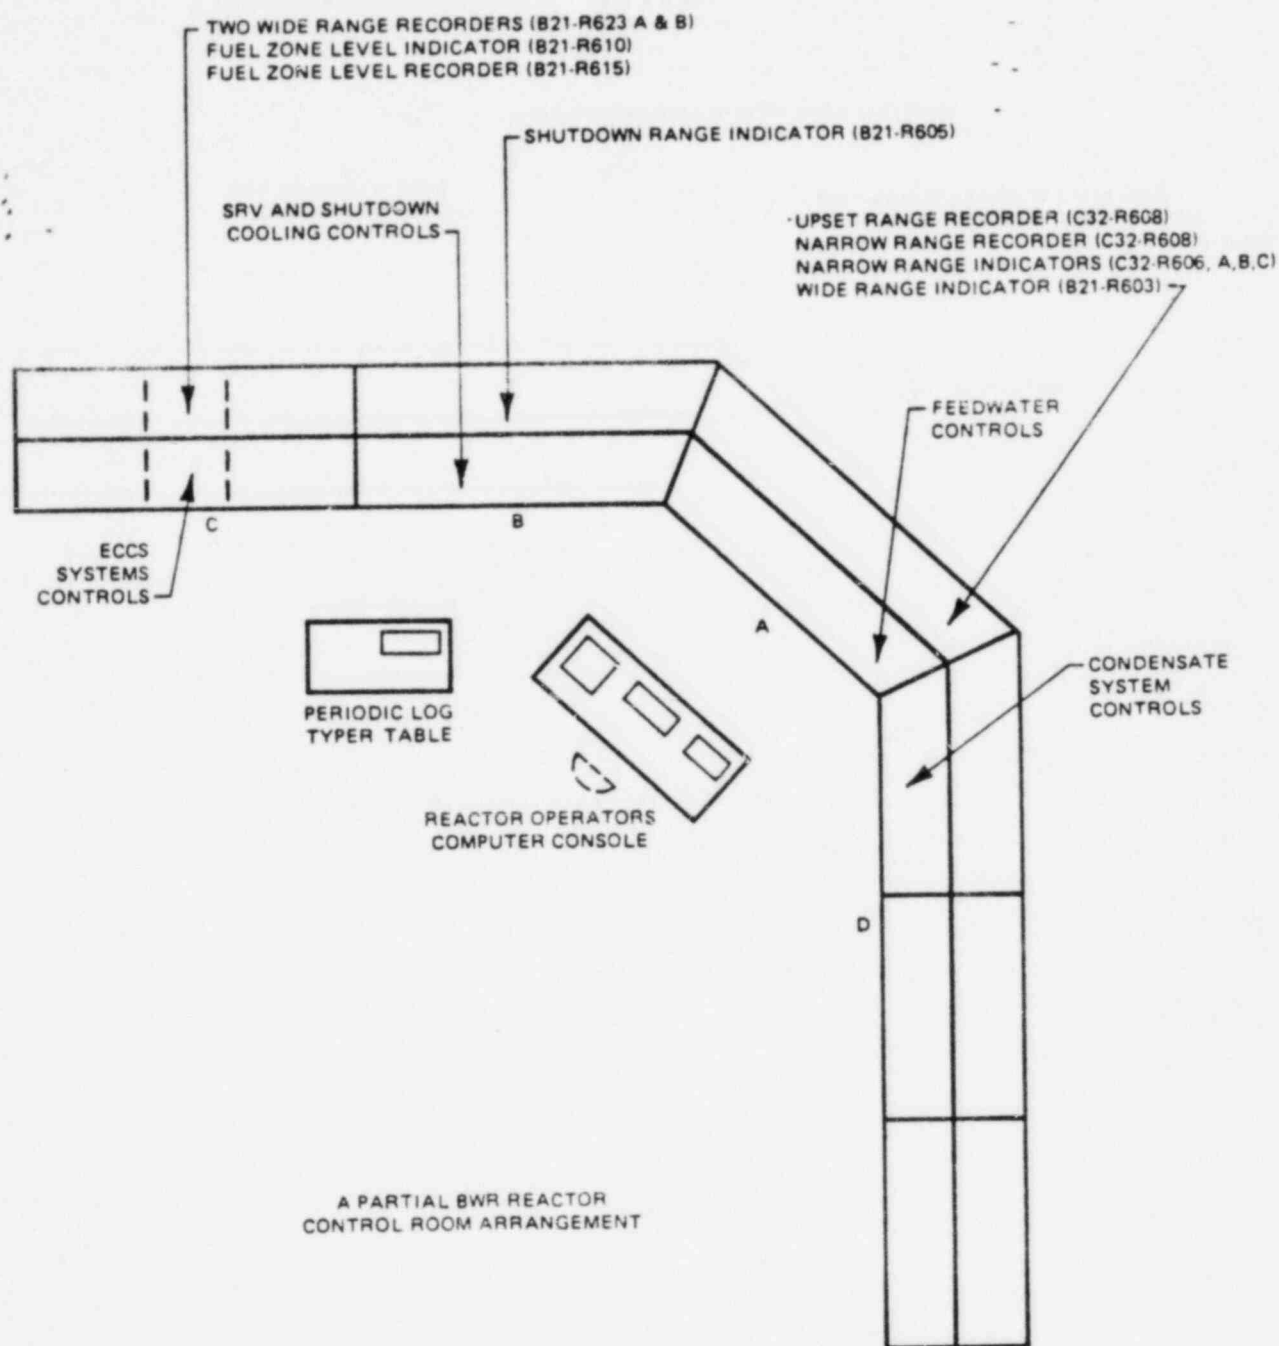 TWO WIDE RANGE RECORDERS (B21-R623 A & B)
FUEL ZONE LEVEL INDICATOR (B21-R610)
FUEL ZONE LEVEL RECORDER (B21-R615)
SHUTDOWN RANGE INDICATOR (B21-R605)
SRV AND SHUTDOWN
COOLING CONTROLS
UPSET RANGE RECORDER (C32-R608)
NARROW RANGE RECORDER (C32-R608)
NARROW RANGE INDICATORS (C32-R606, A,B,C)
WIDE RANGE INDICATOR (B21-R603)
FEEDWATER
CONTROLS
C
B
ECCS
SYSTEMS
CONTROLS
A
CONDENSATE
SYSTEM
CONTROLS
PERIODIC LOG
TYPER TABLE
REACTOR OPERATORS
COMPUTER CONSOLE
D
A PARTIAL BWR REACTOR
CONTROL ROOM ARRANGEMENT